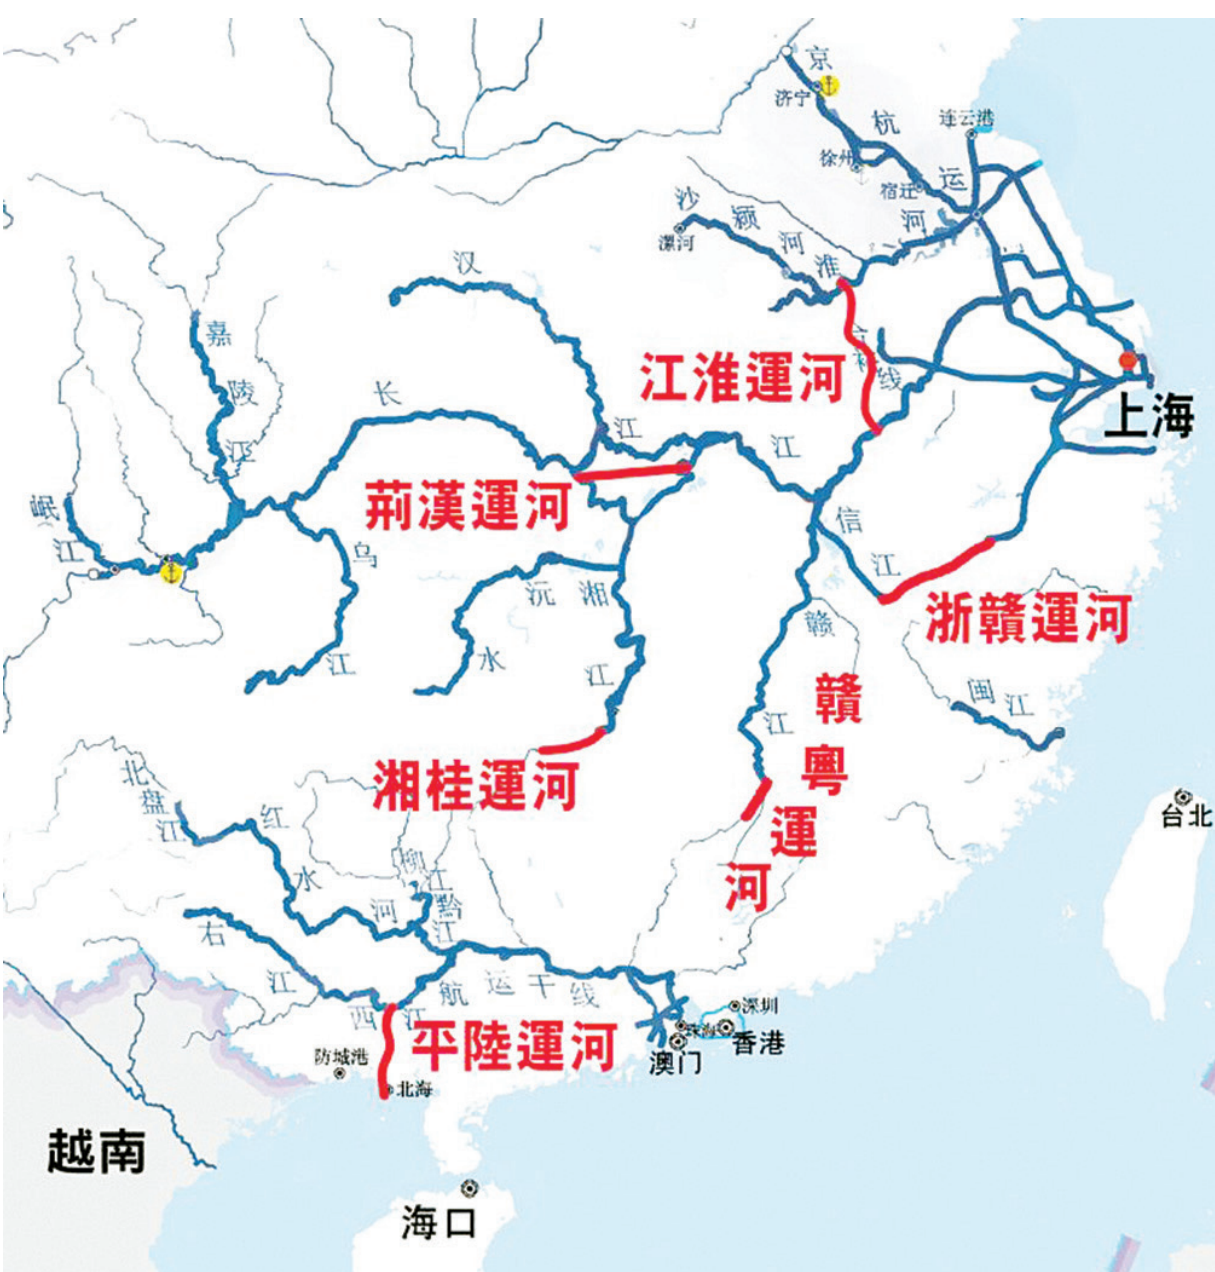 京
杭
运
河
济宁
徐州
宿迁
连云港
沙
颍
河
漯河
淮
汉
嘉
陵
江
长
江
江
线
江淮運河
上海
荊漢運河
岷
江
乌
江
沅
水
湘
江
信
江
赣
江
浙贛運河
贛
粵
運
河
闽
江
湘桂運河
台北
北
盘
江
红
水
河
柳
江
黔
江
右
江
西
江
航
运
干
线
平陸運河
深圳
珠海
香港
澳门
防城港
北海
越南
海口